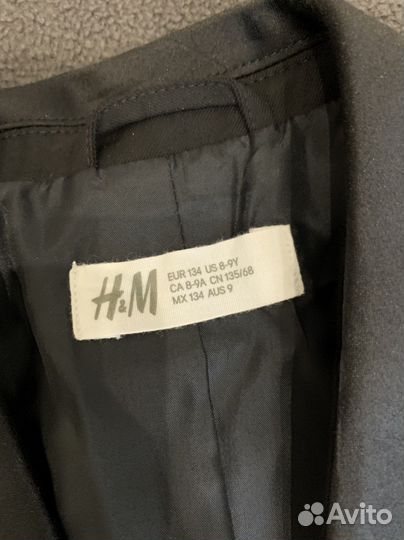 H&M
EUR 134 US 8-9Y
CA 8-9A CN 135/68
MX 134 AUS 9
Avito